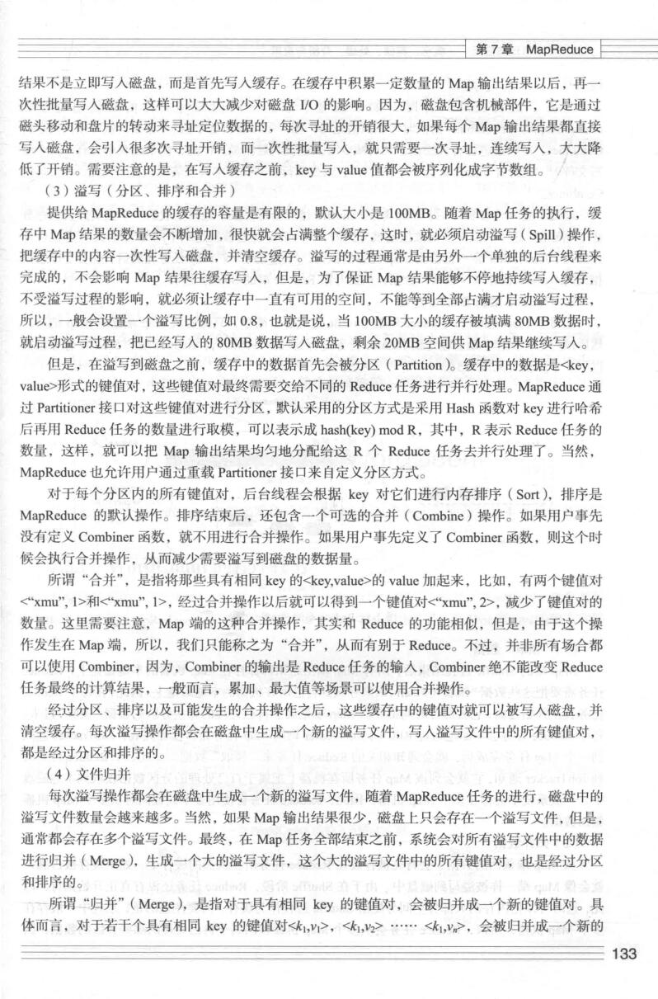 第 7 章 MapReduce
结果不是立即写入磁盘，而是首先写入缓存。在缓存中积累一定数量的 Map 输出结果以后，再一
次性批量写入磁盘，这样可以大大减少对磁盘 I/O 的影响。因为，磁盘包含机械部件，它是通过
磁头移动和盘片的转动来寻址定位数据的，每次寻址的开销很大，如果每个 Map 输出结果都直接
写入磁盘，会引入很多次寻址开销，而一次性批量写入，就只需要一次寻址，连续写入，大大降
低了开销。需要注意的是，在写入缓存之前，key 与 value 值都会被序列化成字节数组。
（3）溢写（分区、排序和合并）
提供给 MapReduce 的缓存的容量是有限的，默认大小是 100MB。随着 Map 任务的执行，缓
存中 Map 结果的数量会不断增加，很快就会占满整个缓存，这时，就必须启动溢写（Spill）操作，
把缓存中的内容一次性写入磁盘，并清空缓存。溢写的过程通常是由另外一个单独的后台线程来
完成的，不会影响 Map 结果往缓存写入，但是，为了保证 Map 结果能够不停地持续写入缓存，
不受溢写过程的影响，就必须让缓存中一直有可用的空间，不能等到全部占满才启动溢写过程，
所以，一般会设置一个溢写比例，如 0.8，也就是说，当 100MB 大小的缓存被填满 80MB 数据时，
就启动溢写过程，把已经写入的 80MB 数据写入磁盘，剩余 20MB 空间供 Map 结果继续写入。
但是，在溢写到磁盘之前，缓存中的数据首先会被分区（Partition）。缓存中的数据是<key，
value>形式的键值对，这些键值对最终需要交给不同的 Reduce 任务进行并行处理。MapReduce 通
过 Partitioner 接口对这些键值对进行分区，默认采用的分区方式是采用 Hash 函数对 key 进行哈希
后再用 Reduce 任务的数量进行取模，可以表示成 hash(key) mod R，其中，R 表示 Reduce 任务的
数量，这样，就可以把 Map 输出结果均匀地分配给这 R 个 Reduce 任务去并行处理了。当然，
MapReduce 也允许用户通过重载 Partitioner 接口来自定义分区方式。
对于每个分区内的所有键值对，后台线程会根据 key 对它们进行内存排序（Sort），排序是
MapReduce 的默认操作。排序结束后，还包含一个可选的合并（Combine）操作。如果用户事先
没有定义 Combiner 函数，就不用进行合并操作。如果用户事先定义了 Combiner 函数，则这个时
候会执行合并操作，从而减少需要溢写到磁盘的数据量。
所谓“合并”，是指将那些具有相同 key 的<key,value>的 value 加起来，比如，有两个键值对
<“xmu”, 1>和<“xmu”, 1>，经过合并操作以后就可以得到一个键值对<“xmu”, 2>，减少了键值对的
数量。这里需要注意，Map 端的这种合并操作，其实和 Reduce 的功能相似，但是，由于这个操
作发生在 Map 端，所以，我们只能称之为“合并”，从而有别于 Reduce。不过，并非所有场合都
可以使用 Combiner，因为，Combiner 的输出是 Reduce 任务的输入，Combiner 绝不能改变 Reduce
任务最终的计算结果，一般而言，累加、最大值等场景可以使用合并操作。
经过分区、排序以及可能发生的合并操作之后，这些缓存中的键值对就可以被写入磁盘，并
清空缓存。每次溢写操作都会在磁盘中生成一个新的溢写文件，写入溢写文件中的所有键值对，
都是经过分区和排序的。
（4）文件归并
每次溢写操作都会在磁盘中生成一个新的溢写文件，随着 MapReduce 任务的进行，磁盘中的
溢写文件数量会越来越多。当然，如果 Map 输出结果很少，磁盘上只会存在一个溢写文件，但是，
通常都会存在多个溢写文件。最终，在 Map 任务全部结束之前，系统会对所有溢写文件中的数据
进行归并（Merge），生成一个大的溢写文件，这个大的溢写文件中的所有键值对，也是经过分区
和排序的。
所谓“归并”（Merge），是指对于具有相同 key 的键值对，会被归并成一个新的键值对。具
体而言，对于若干个具有相同 key 的键值对<k₁,v₁>，<k₁,v₂> …… <k₁,vₙ>，会被归并成一个新的
133